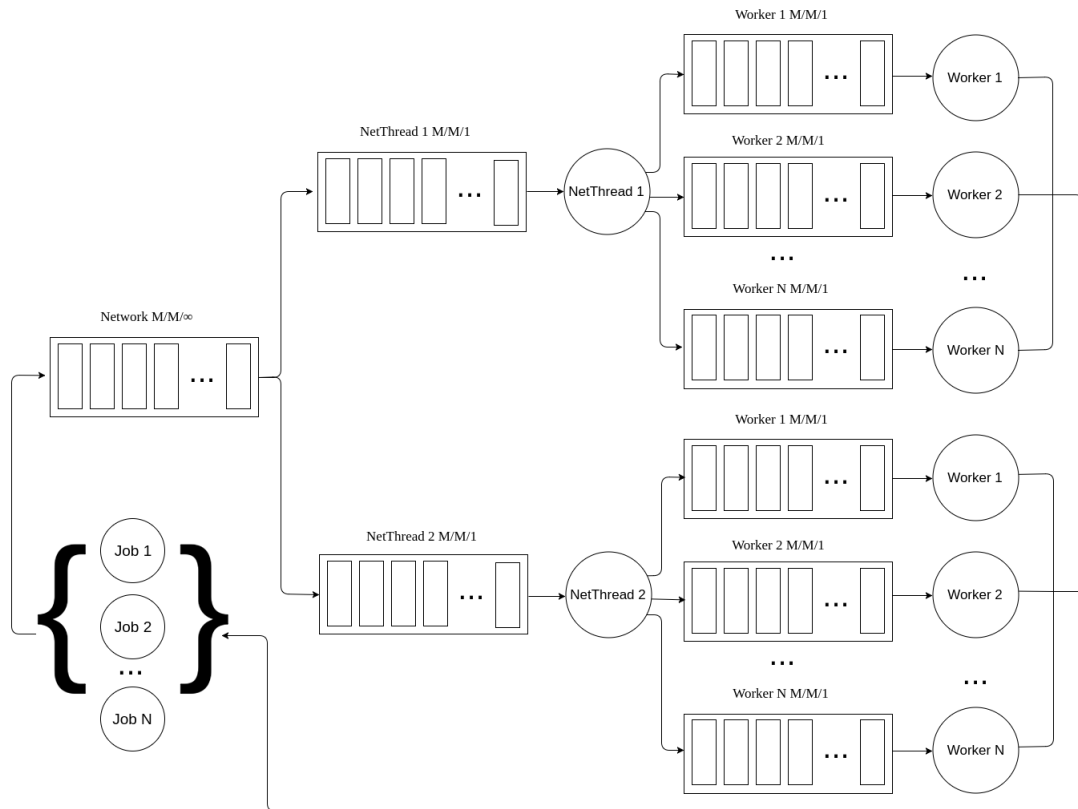 Worker 1 M/M/1
...
Worker 1
NetThread 1 M/M/1
...
NetThread 1
Worker 2 M/M/1
...
Worker 2
...
...
Worker N M/M/1
...
Worker N
Network M/M/∞
...
Worker 1 M/M/1
...
Worker 1
NetThread 2 M/M/1
...
NetThread 2
Worker 2 M/M/1
...
Worker 2
...
...
Worker N M/M/1
...
Worker N
{
Job 1
Job 2
...
Job N
}